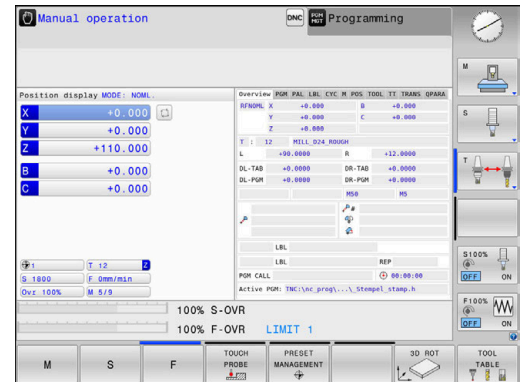 Manual operation
DNC
PGM MGT
Programming
Position display MODE: NOML.
X +0.000
Y +0.000
Z +110.000
B +0.000
C +0.000
1 T 12 Z
S 1800 F 0mm/min
Ovr 100% M 5/9
Overview PGM PAL LBL CYC M POS TOOL TT TRANS QPARA
RFNOML X +0.000 B +0.000
Y +0.000 C +0.000
Z +0.000
T : 12 MILL_D24_ROUGH
L +90.0000 R +12.0000
DL-TAB +0.0000 DR-TAB +0.0000
DL-PGM +0.0000 DR-PGM +0.0000
M50 M5
LBL
LBL REP
PGM CALL 00:00:00
Active PGM: TNC:\nc_prog\...\_Stempel_stamp.h
100% S-OVR
100% F-OVR LIMIT 1
M
S
T
S100%
OFF ON
F100%
OFF ON
M
S
F
TOUCH PROBE
PRESET MANAGEMENT
3D ROT
TOOL TABLE